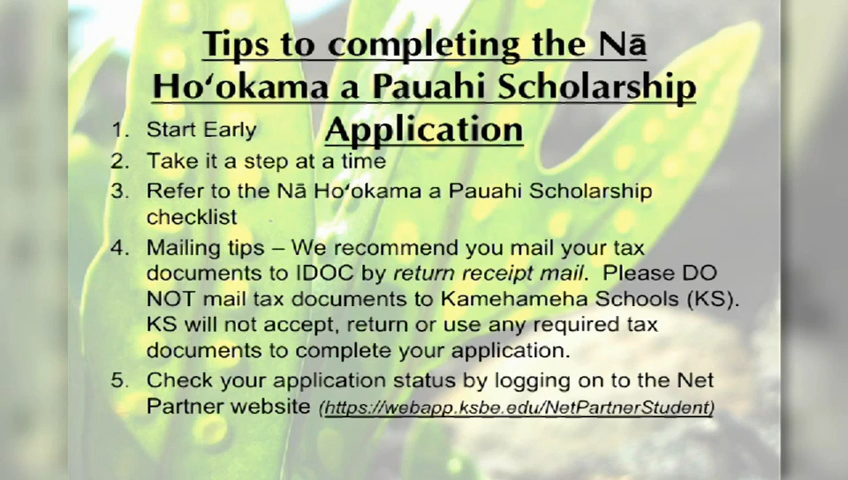 Tips to completing the Nā
Hoʻokama a Pauahi Scholarship
Application
1. Start Early
2. Take it a step at a time
3. Refer to the Nā Hoʻokama a Pauahi Scholarship
checklist
4. Mailing tips – We recommend you mail your tax
documents to IDOC by return receipt mail. Please DO
NOT mail tax documents to Kamehameha Schools (KS).
KS will not accept, return or use any required tax
documents to complete your application.
5. Check your application status by logging on to the Net
Partner website (https://webapp.ksbe.edu/NetPartnerStudent)